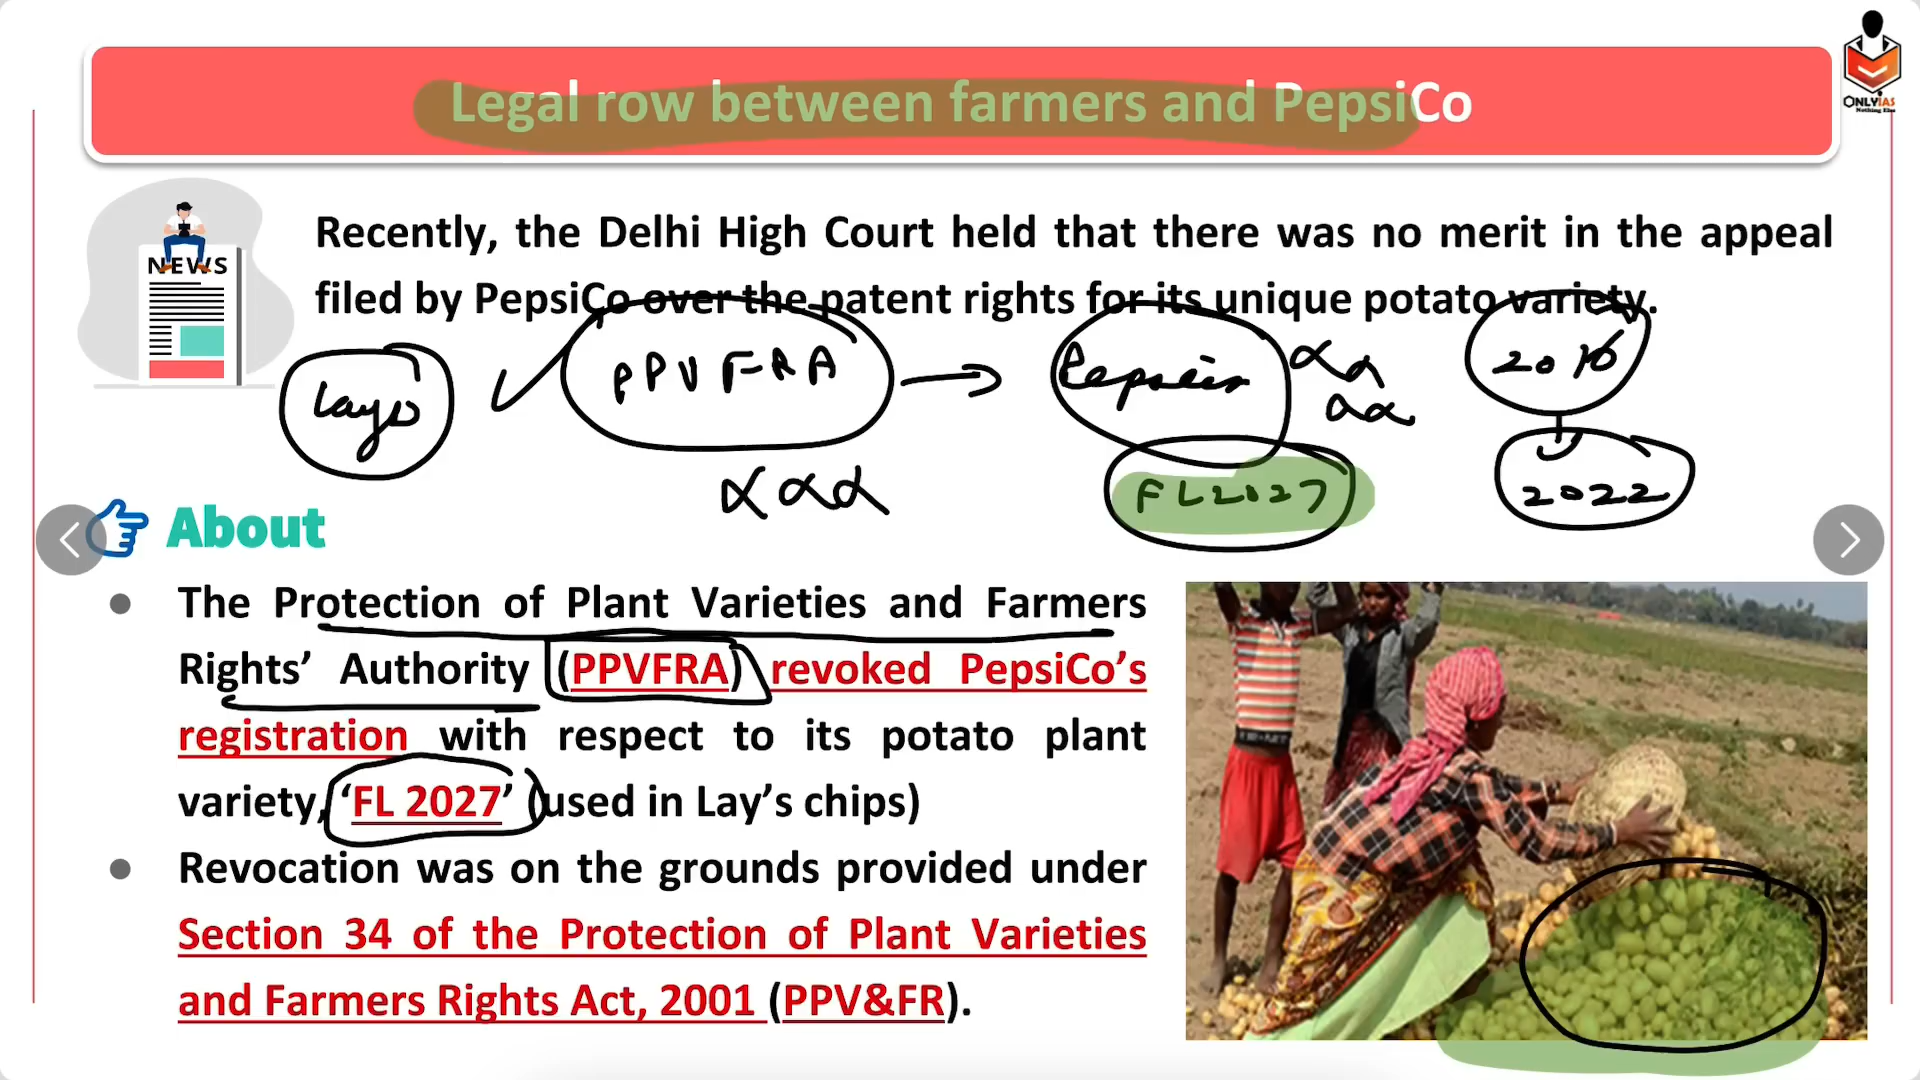 Legal row between farmers and PepsiCo
ONLYIAS
Nothing Else
NEWS
Recently, the Delhi High Court held that there was no merit in the appeal
filed by PepsiCo over the patent rights for its unique potato variety.
Lays
PPVFRA
2016
FL2027
2022
About
The Protection of Plant Varieties and Farmers
Rights’ Authority (PPVFRA) revoked PepsiCo’s
registration with respect to its potato plant
variety, ‘FL 2027’ (used in Lay’s chips)
Revocation was on the grounds provided under
Section 34 of the Protection of Plant Varieties
and Farmers Rights Act, 2001 (PPV&FR).